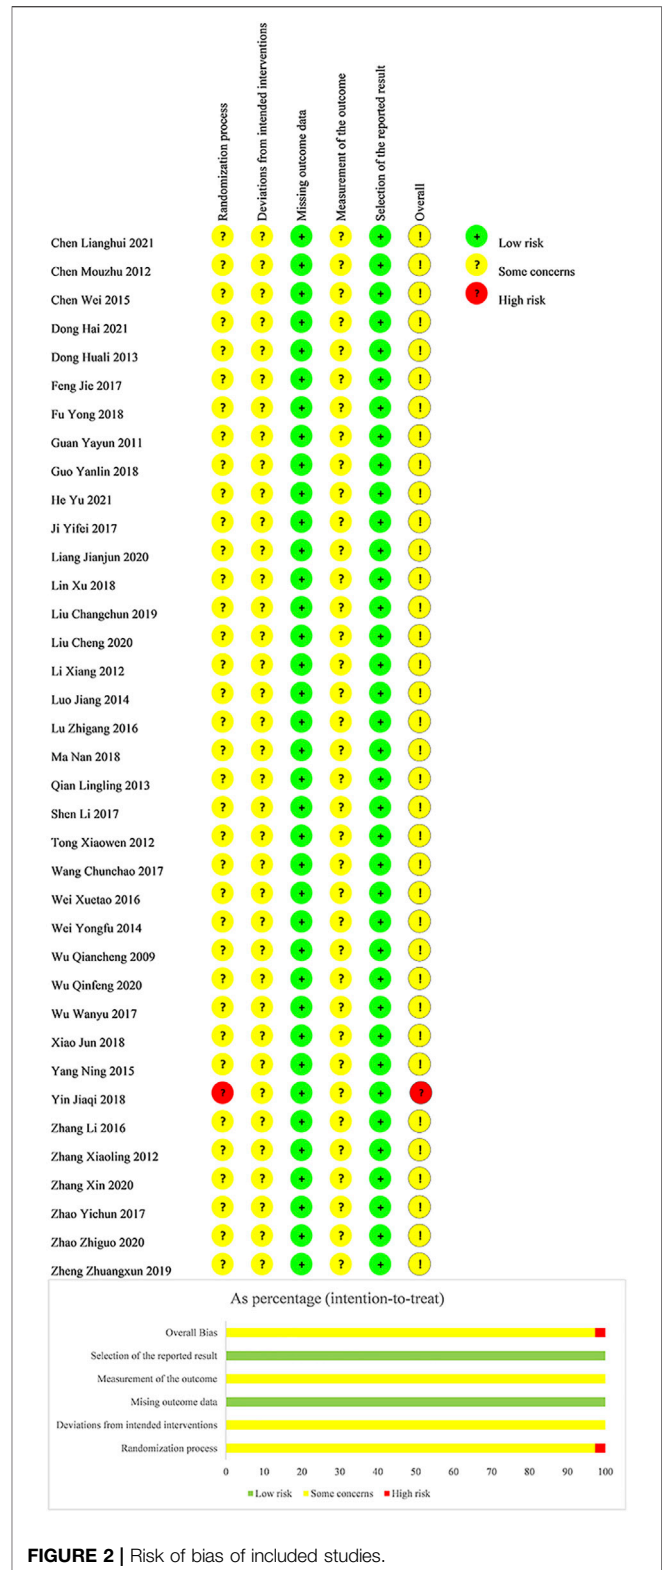 Randomization process
Deviations from intended interventions
Missing outcome data
Measurement of the outcome
Selection of the reported result
Overall
Chen Lianghui 2021 ? ? + ? + ! + Low risk
Chen Mouzhu 2012 ? ? + ? + ! ? Some concerns
Chen Wei 2015 ? ? + ? + ! ? High risk
Dong Hai 2021 ? ? + ? + !
Dong Huali 2013 ? ? + ? + !
Feng Jie 2017 ? ? + ? + !
Fu Yong 2018 ? ? + ? + !
Guan Yayun 2011 ? ? + ? + !
Guo Yanlin 2018 ? ? + ? + !
He Yu 2021 ? ? + ? + !
Ji Yifei 2017 ? ? + ? + !
Liang Jianjun 2020 ? ? + ? + !
Lin Xu 2018 ? ? + ? + !
Liu Changchun 2019 ? ? + ? + !
Liu Cheng 2020 ? ? + ? + !
Li Xiang 2012 ? ? + ? + !
Luo Jiang 2014 ? ? + ? + !
Lu Zhigang 2016 ? ? + ? + !
Ma Nan 2018 ? ? + ? + !
Qian Lingling 2013 ? ? + ? + !
Shen Li 2017 ? ? + ? + !
Tong Xiaowen 2012 ? ? + ? + !
Wang Chunchao 2017 ? ? + ? + !
Wei Xuetao 2016 ? ? + ? + !
Wei Yongfu 2014 ? ? + ? + !
Wu Qiancheng 2009 ? ? + ? + !
Wu Qinfeng 2020 ? ? + ? + !
Wu Wanyu 2017 ? ? + ? + !
Xiao Jun 2018 ? ? + ? + !
Yang Ning 2015 ? ? + ? + !
Yin Jiaqi 2018 ? ? + ? + ?
Zhang Li 2016 ? ? + ? + !
Zhang Xiaoling 2012 ? ? + ? + !
Zhang Xin 2020 ? ? + ? + !
Zhao Yichun 2017 ? ? + ? + !
Zhao Zhiguo 2020 ? ? + ? + !
Zheng Zhuangxun 2019 ? ? + ? + !
As percentage (intention-to-treat)
Overall Bias
Selection of the reported result
Measurement of the outcome
Mising outcome data
Deviations from intended interventions
Randomization process
0 10 20 30 40 50 60 70 80 90 100
Low risk Some concerns High risk
FIGURE 2 | Risk of bias of included studies.